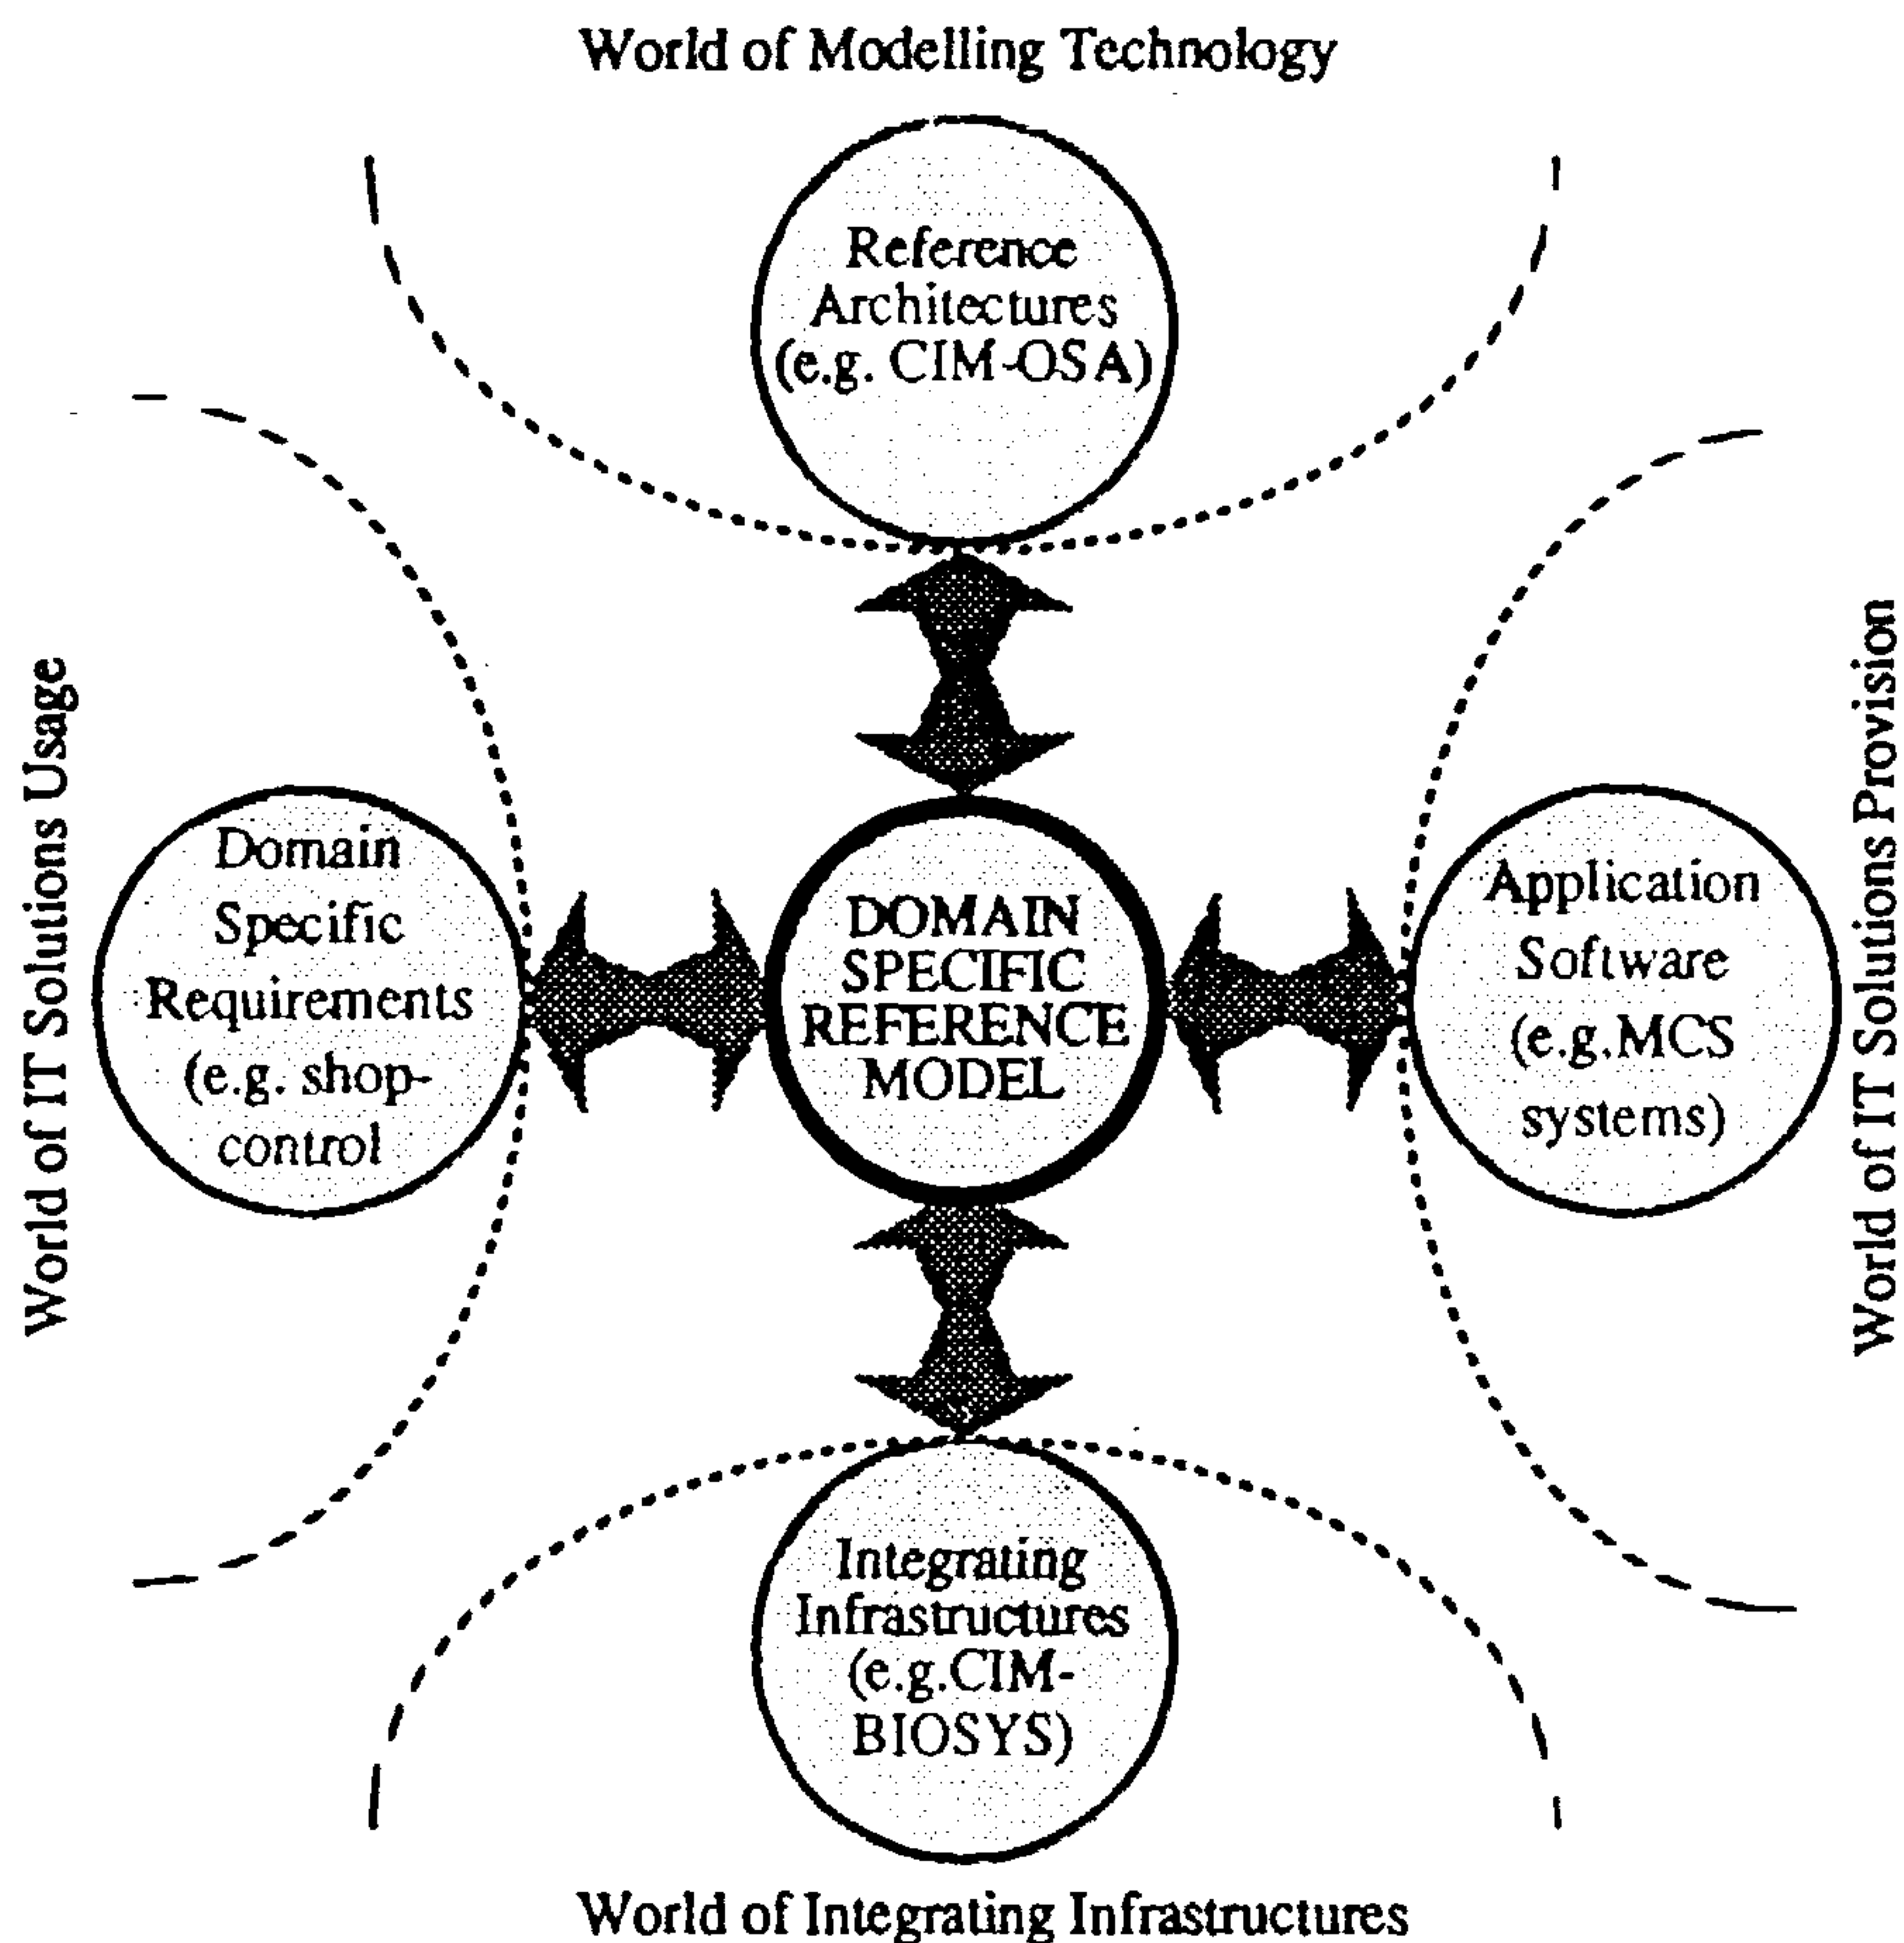 World of Modelling Technology
Reference
Architectures
(e.g. CIM-OSA)
World of IT Solutions Usage
Domain
Specific
Requirements
(e.g. shop-
control
DOMAIN
SPECIFIC
REFERENCE
MODEL
Application
Software
(e.g.MCS
systems)
World of IT Solutions Provision
Integrating
Infrastructures
(e.g.CIM-
BIOSYS)
World of Integrating Infrastructures